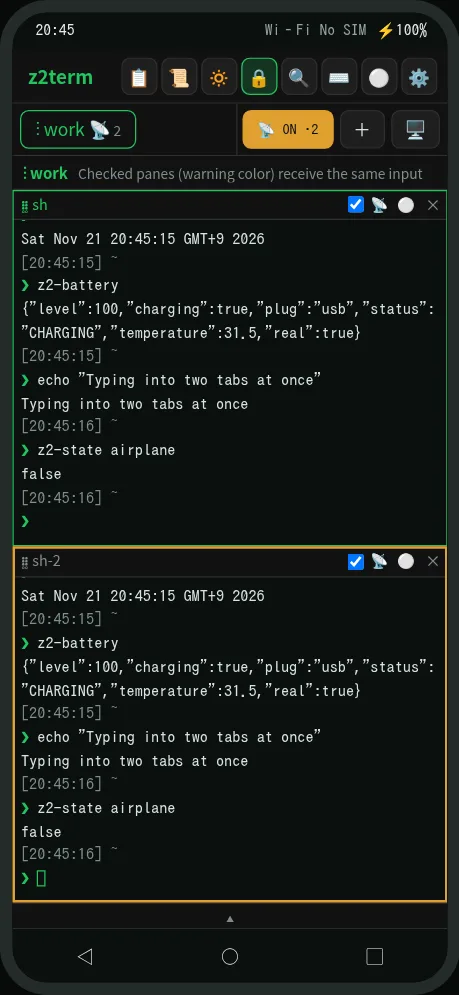 20:45 Wi-Fi No SIM ⚡100%
z2term
⋮work 📡 2 📡 ON ·2 +
⋮work Checked panes (warning color) receive the same input
sh
Sat Nov 21 20:45:15 GMT+9 2026
[20:45:15] ~
❯ z2-battery
{"level":100,"charging":true,"plug":"usb","status":
"CHARGING","temperature":31.5,"real":true}
[20:45:15] ~
❯ echo "Typing into two tabs at once"
Typing into two tabs at once
[20:45:16] ~
❯ z2-state airplane
false
[20:45:16] ~
❯
sh-2
Sat Nov 21 20:45:15 GMT+9 2026
[20:45:15] ~
❯ z2-battery
{"level":100,"charging":true,"plug":"usb","status":
"CHARGING","temperature":31.5,"real":true}
[20:45:15] ~
❯ echo "Typing into two tabs at once"
Typing into two tabs at once
[20:45:16] ~
❯ z2-state airplane
false
[20:45:16] ~
❯